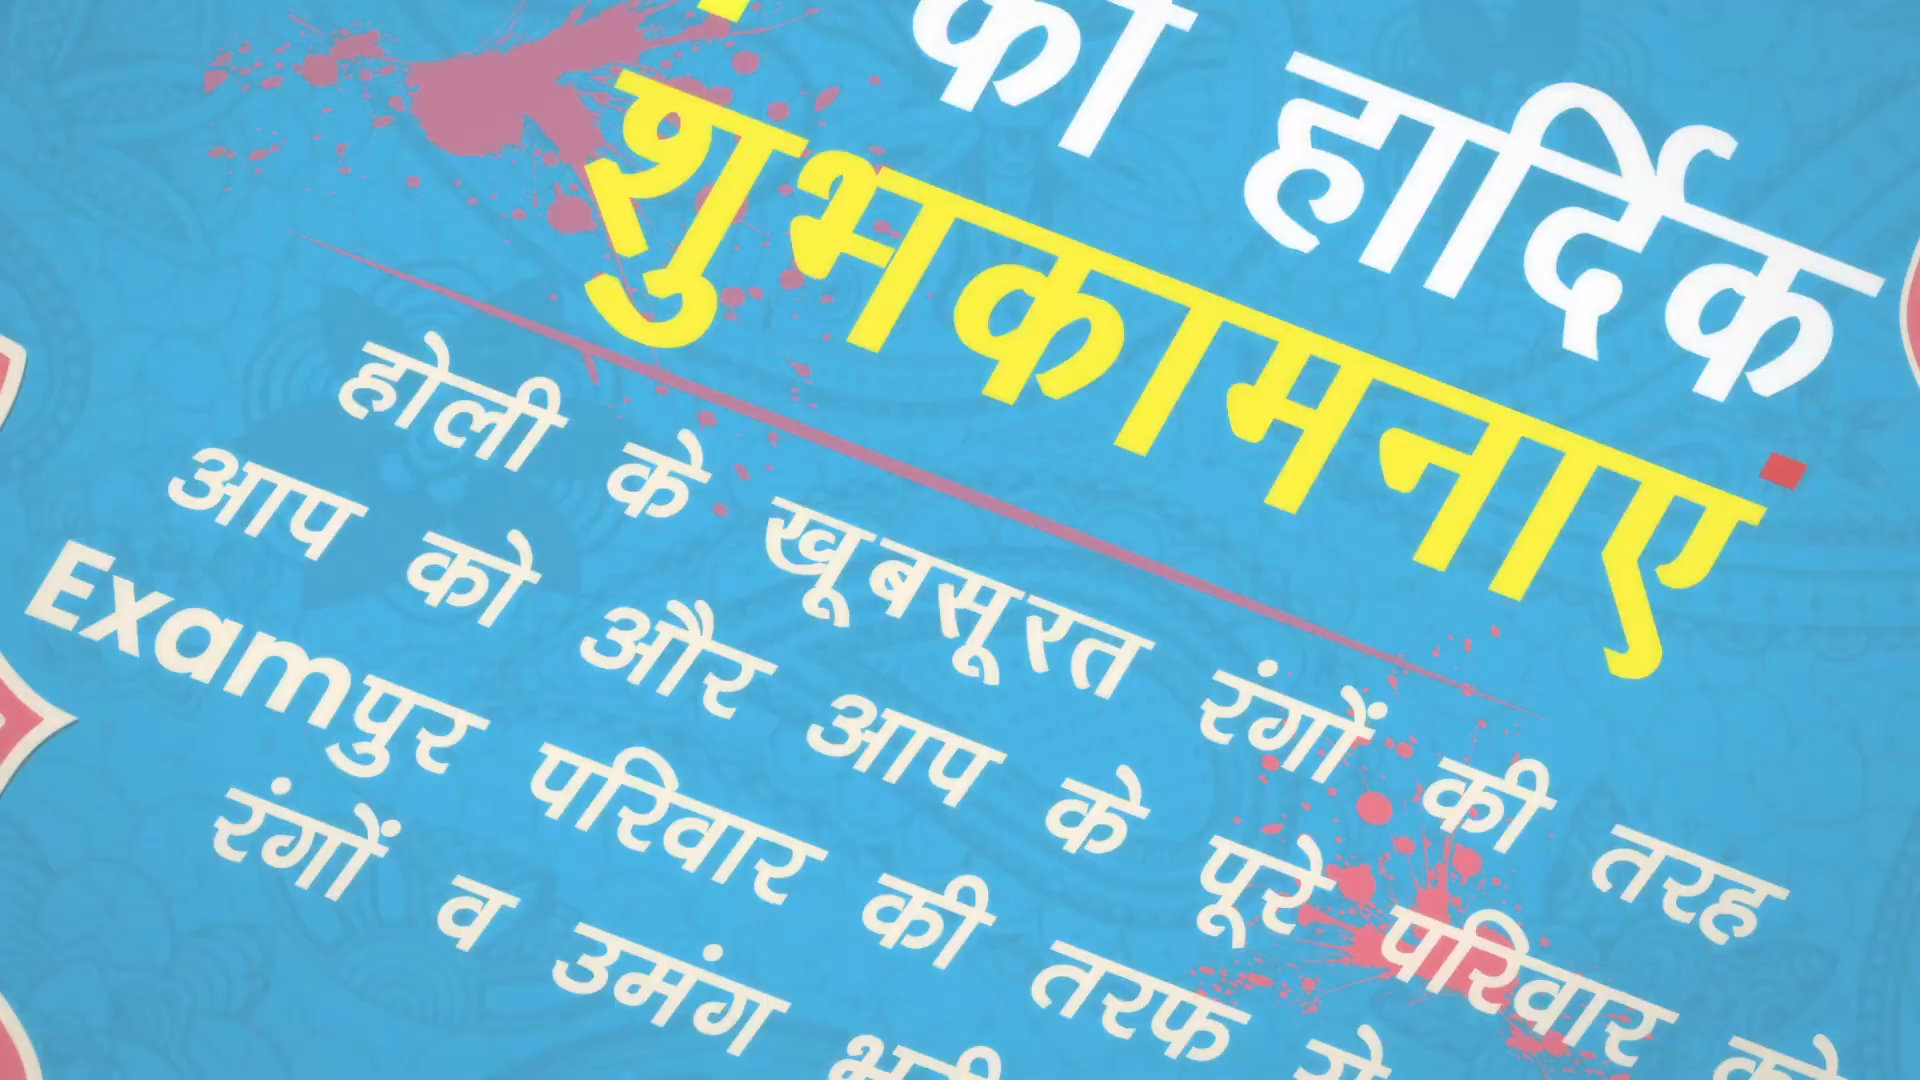 की हार्दिक
शुभकामनाएं
होली के खूबसूरत रंगों की तरह
आप को और आप के पूरे परिवार को
Examपुर परिवार की तरफ से
रंगों व उमंग